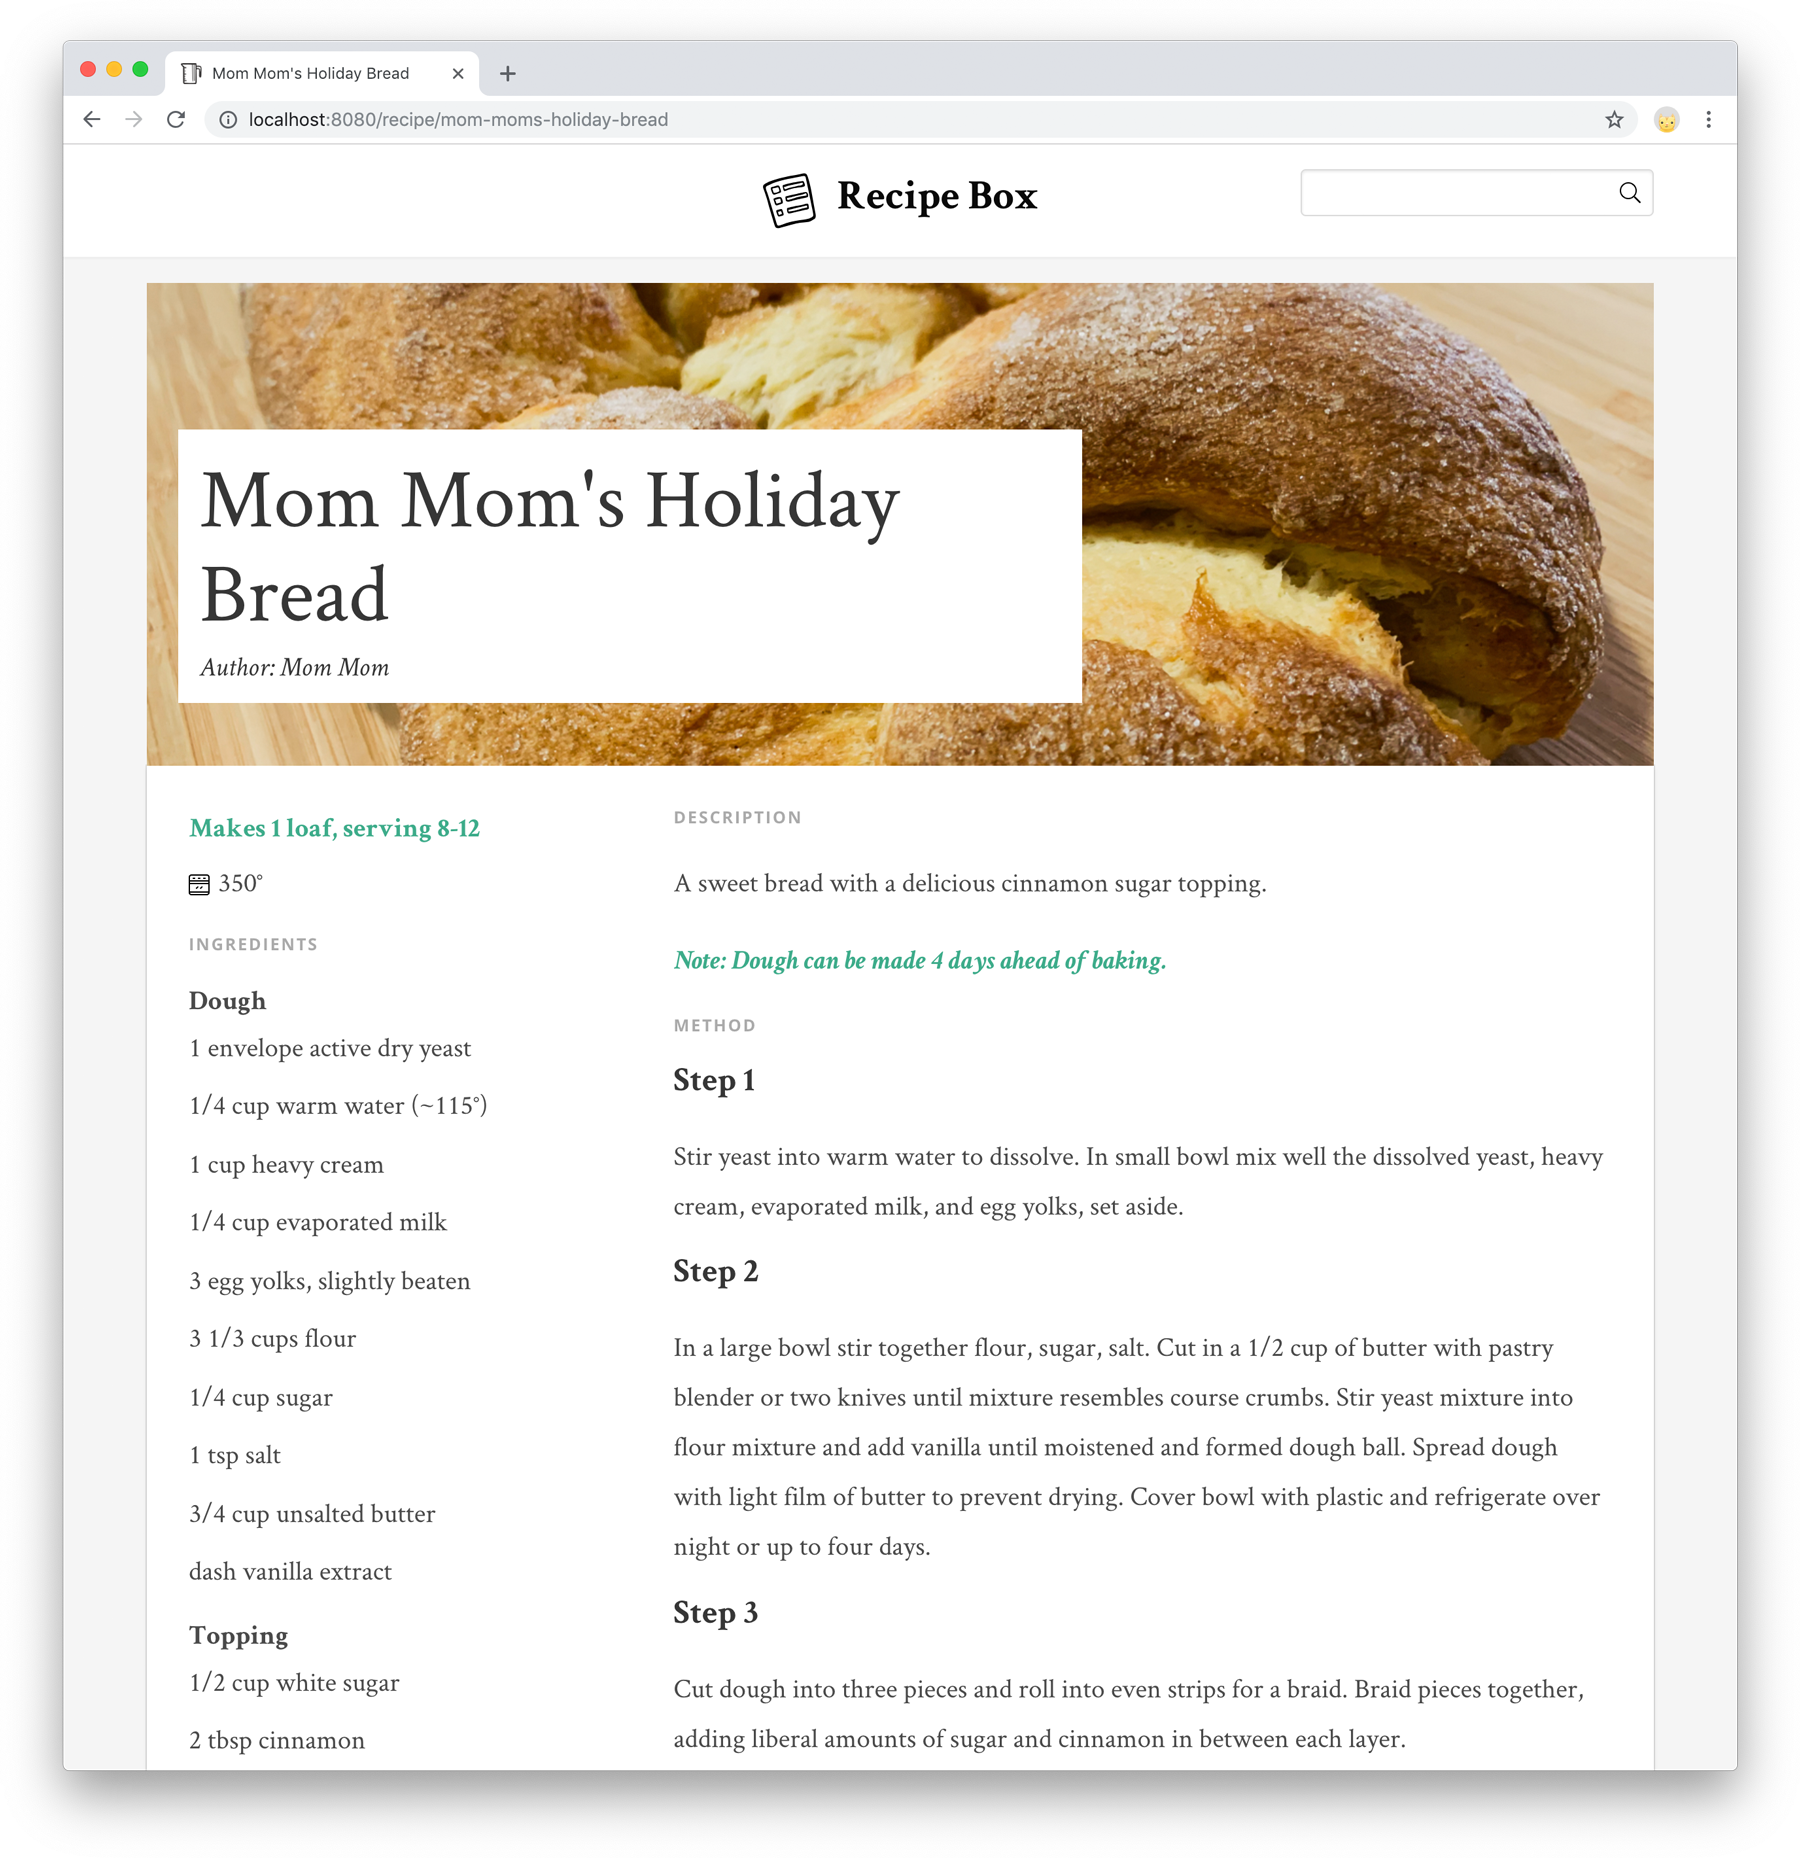 Mom Mom's Holiday Bread
localhost:8080/recipe/mom-moms-holiday-bread
Recipe Box
Mom Mom's Holiday
Bread
Author: Mom Mom
Makes 1 loaf, serving 8-12
350°
INGREDIENTS
Dough
1 envelope active dry yeast
1/4 cup warm water (~115°)
1 cup heavy cream
1/4 cup evaporated milk
3 egg yolks, slightly beaten
3 1/3 cups flour
1/4 cup sugar
1 tsp salt
3/4 cup unsalted butter
dash vanilla extract
Topping
1/2 cup white sugar
2 tbsp cinnamon
DESCRIPTION
A sweet bread with a delicious cinnamon sugar topping.
Note: Dough can be made 4 days ahead of baking.
METHOD
Step 1
Stir yeast into warm water to dissolve. In small bowl mix well the dissolved yeast, heavy
cream, evaporated milk, and egg yolks, set aside.
Step 2
In a large bowl stir together flour, sugar, salt. Cut in a 1/2 cup of butter with pastry
blender or two knives until mixture resembles course crumbs. Stir yeast mixture into
flour mixture and add vanilla until moistened and formed dough ball. Spread dough
with light film of butter to prevent drying. Cover bowl with plastic and refrigerate over
night or up to four days.
Step 3
Cut dough into three pieces and roll into even strips for a braid. Braid pieces together,
adding liberal amounts of sugar and cinnamon in between each layer.